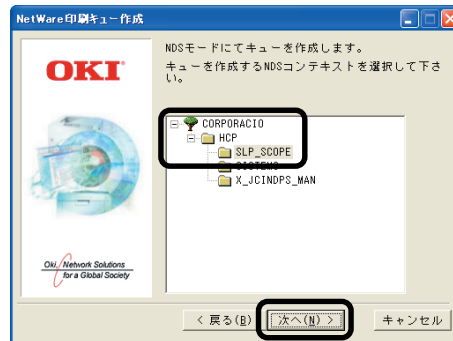 NetWare印刷キュー作成
OKI
NDSモードにてキューを作成します。
キューを作成するNDSコンテキストを選択して下さ
い。
CORPORACIO
HCP
SLP_SCOPE
SISTEMS
X_JCINDPS_MAN
Oki, Network Solutions
for a Global Society
< 戻る(B)
次へ(N) >
キャンセル